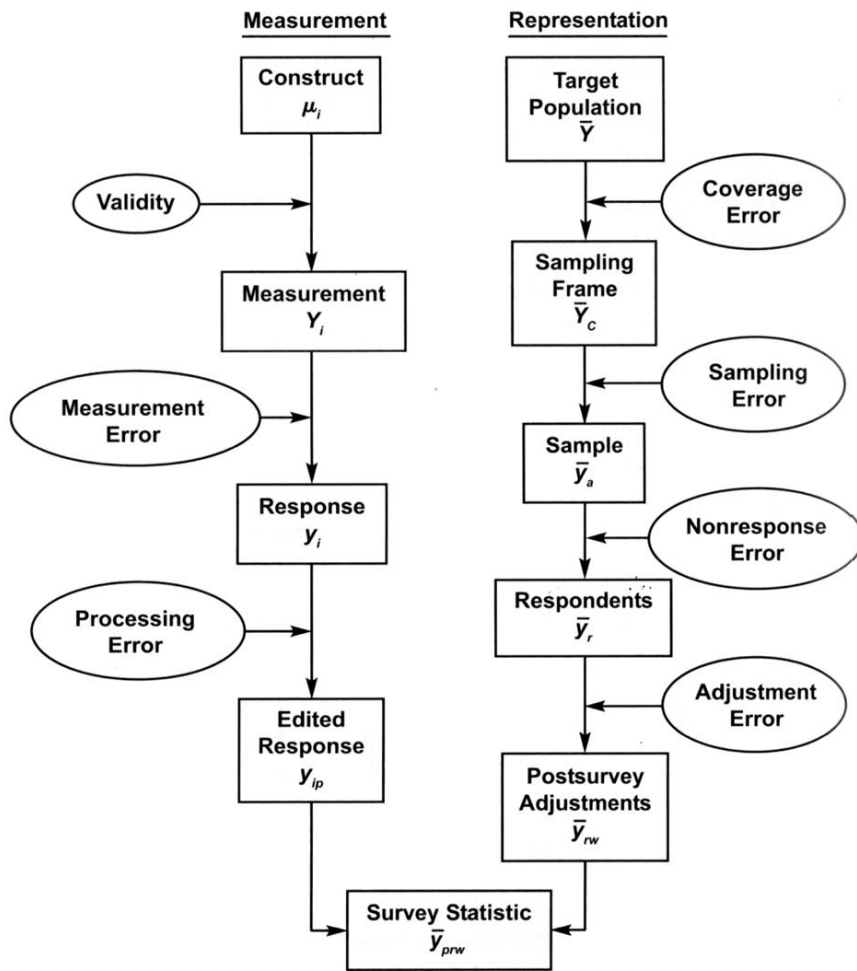 Measurement
Representation
Construct
μi
Target
Population
Ȳ
Validity
Coverage
Error
Sampling
Frame
ȲC
Measurement
Yi
Sampling
Error
Measurement
Error
Sample
ȳa
Response
yi
Nonresponse
Error
Respondents
ȳr
Processing
Error
Adjustment
Error
Edited
Response
yip
Postsurvey
Adjustments
ȳrw
Survey Statistic
ȳprw